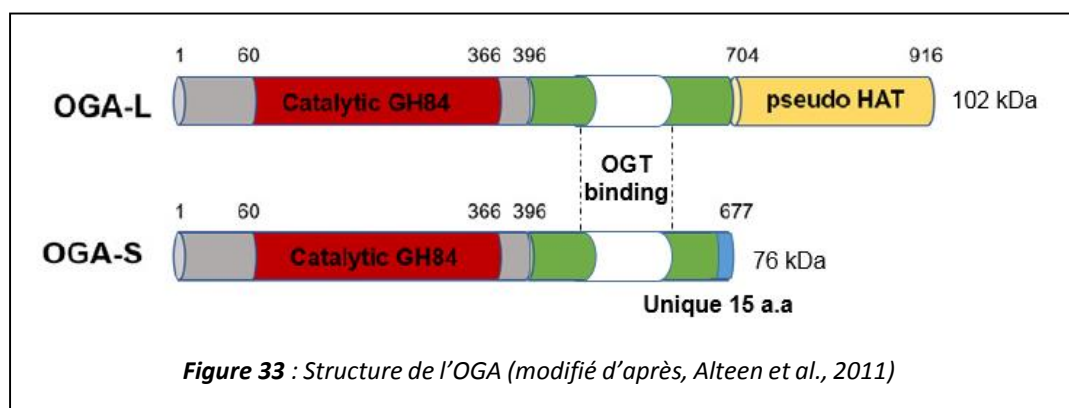 1 60 366 396 704 916
OGA-L Catalytic GH84 pseudo HAT 102 kDa
OGT
binding
1 60 366 396 677
OGA-S Catalytic GH84 76 kDa
Unique 15 a.a
Figure 33 : Structure de l’OGA (modifié d’après, Alteen et al., 2011)